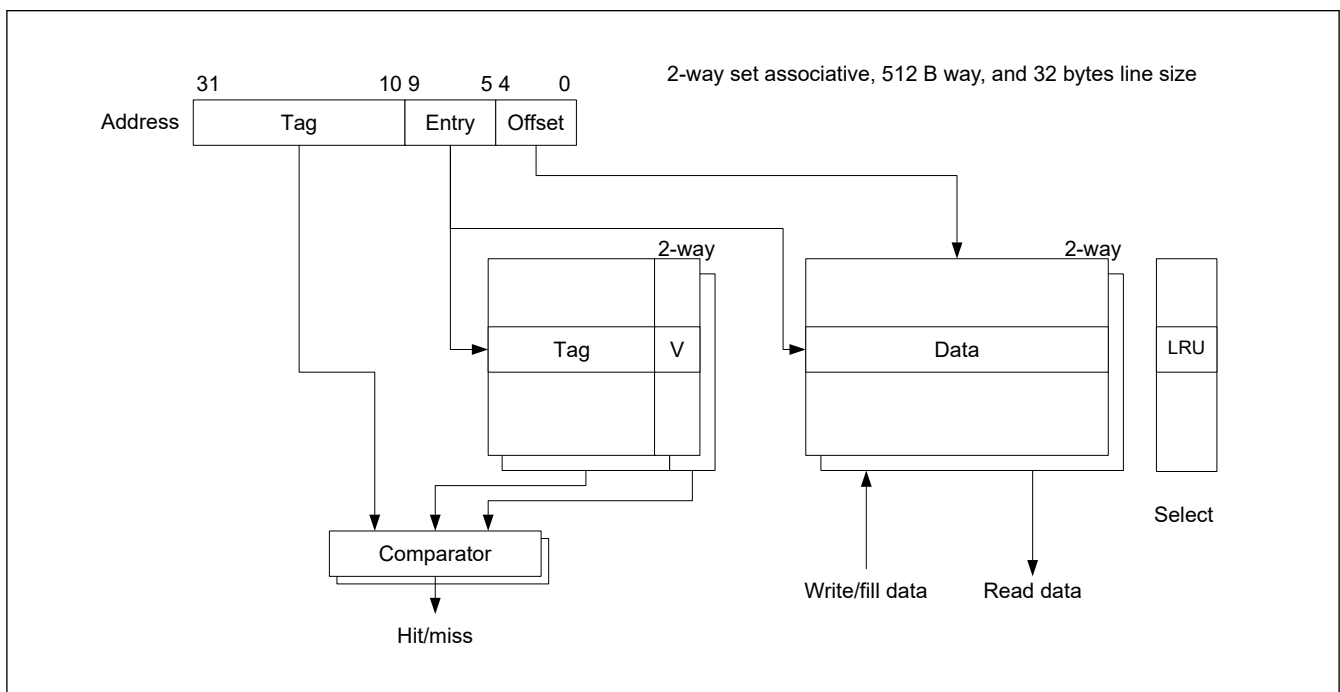 2-way set associative, 512 B way, and 32 bytes line size
31 10 9 5 4 0
Address Tag Entry Offset
2-way 2-way
Tag V Data LRU
Select
Comparator
Write/fill data Read data
Hit/miss